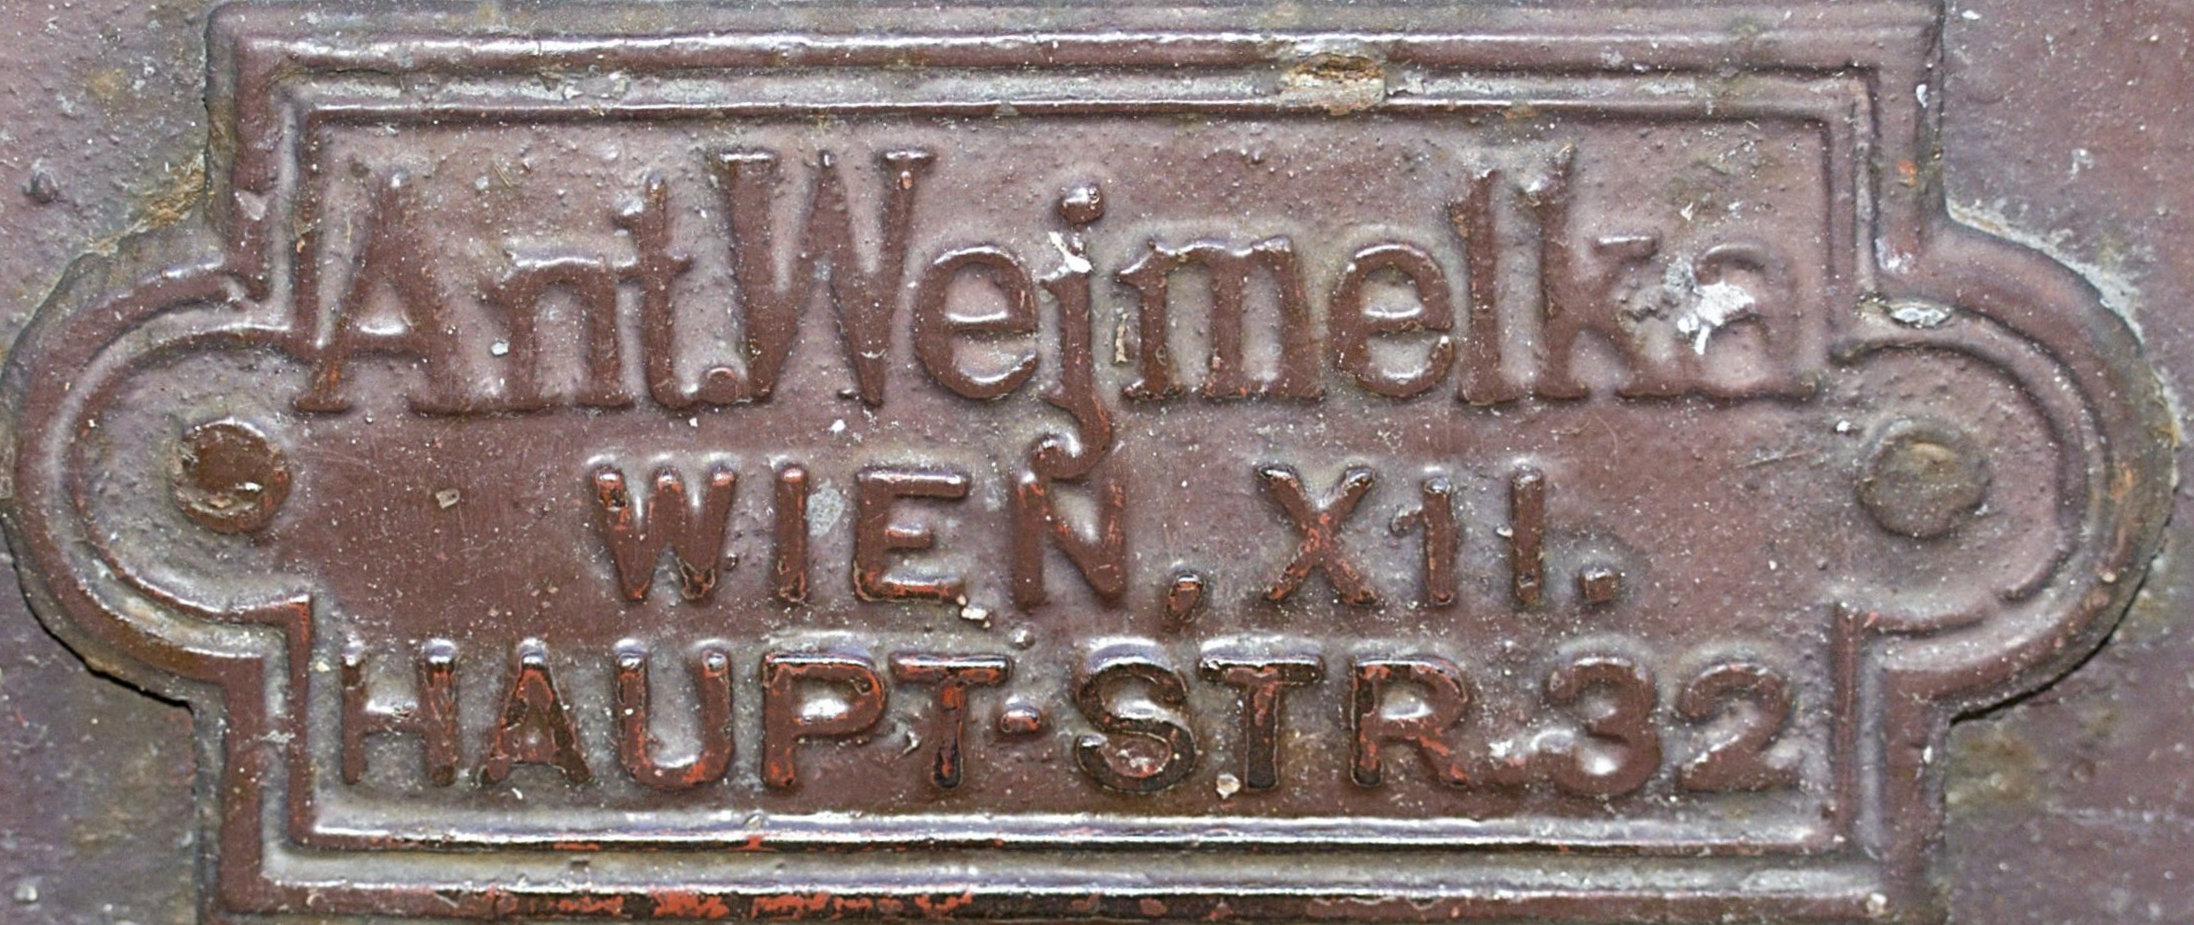 Ant. Wejmelka
WIEN, XII.
HAUPT-STR. 32